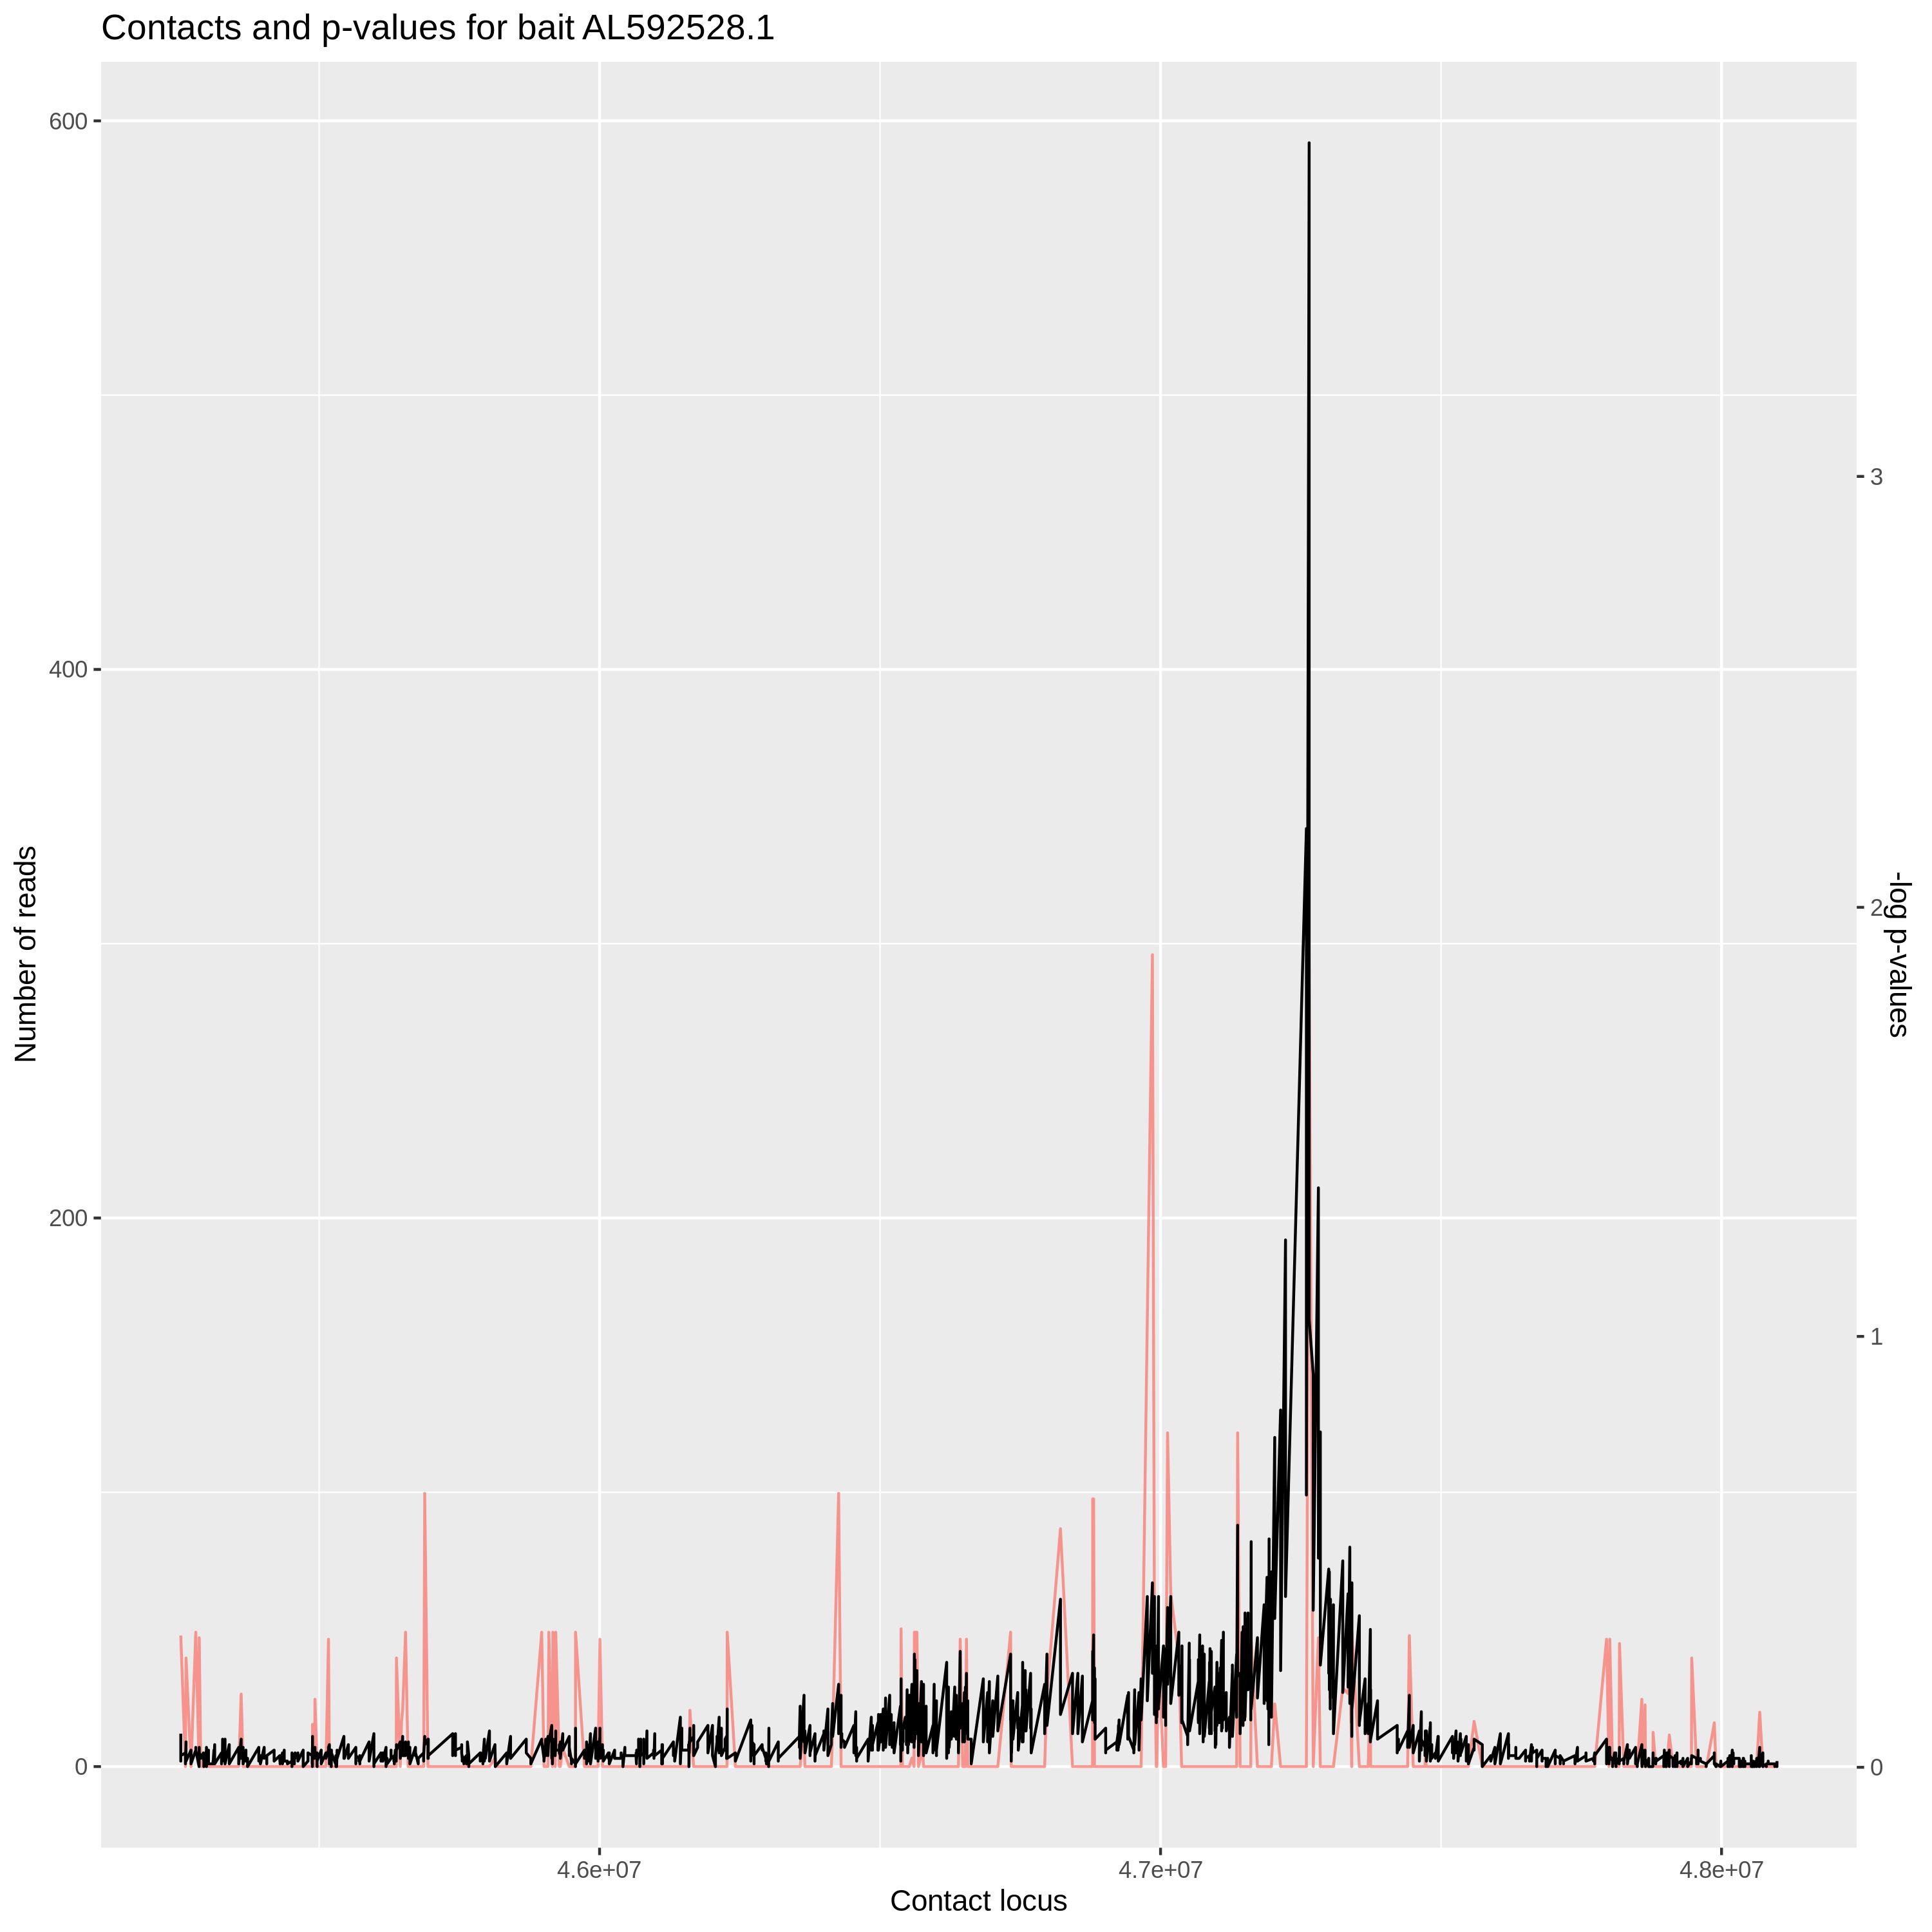 Contacts and p-values for bait AL592528.1
600
400
200
0
Number of reads
3
2
1
0
-log p-values
4.6e+07
4.7e+07
4.8e+07
Contact locus